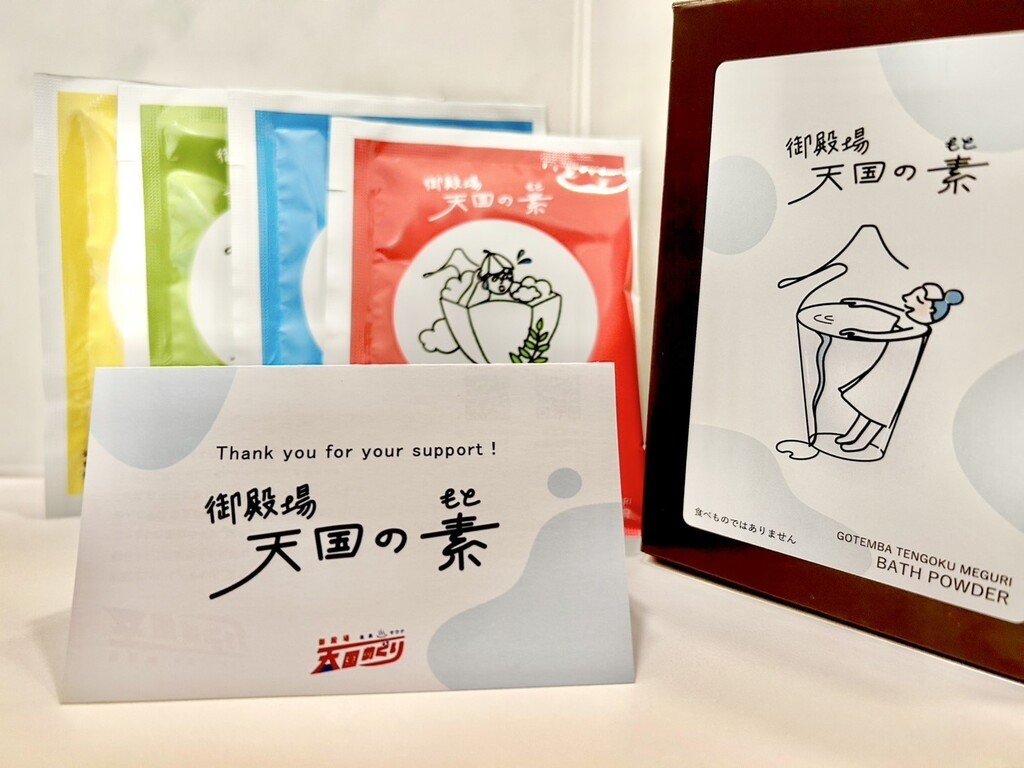 御殿場
天国の素
もと
Thank you for your support !
御殿場
もと
天国の素
御殿場
天国めぐり
御殿場
もと
天国の素
食べものではありません
GOTEMBA TENGOKU MEGURI
BATH POWDER